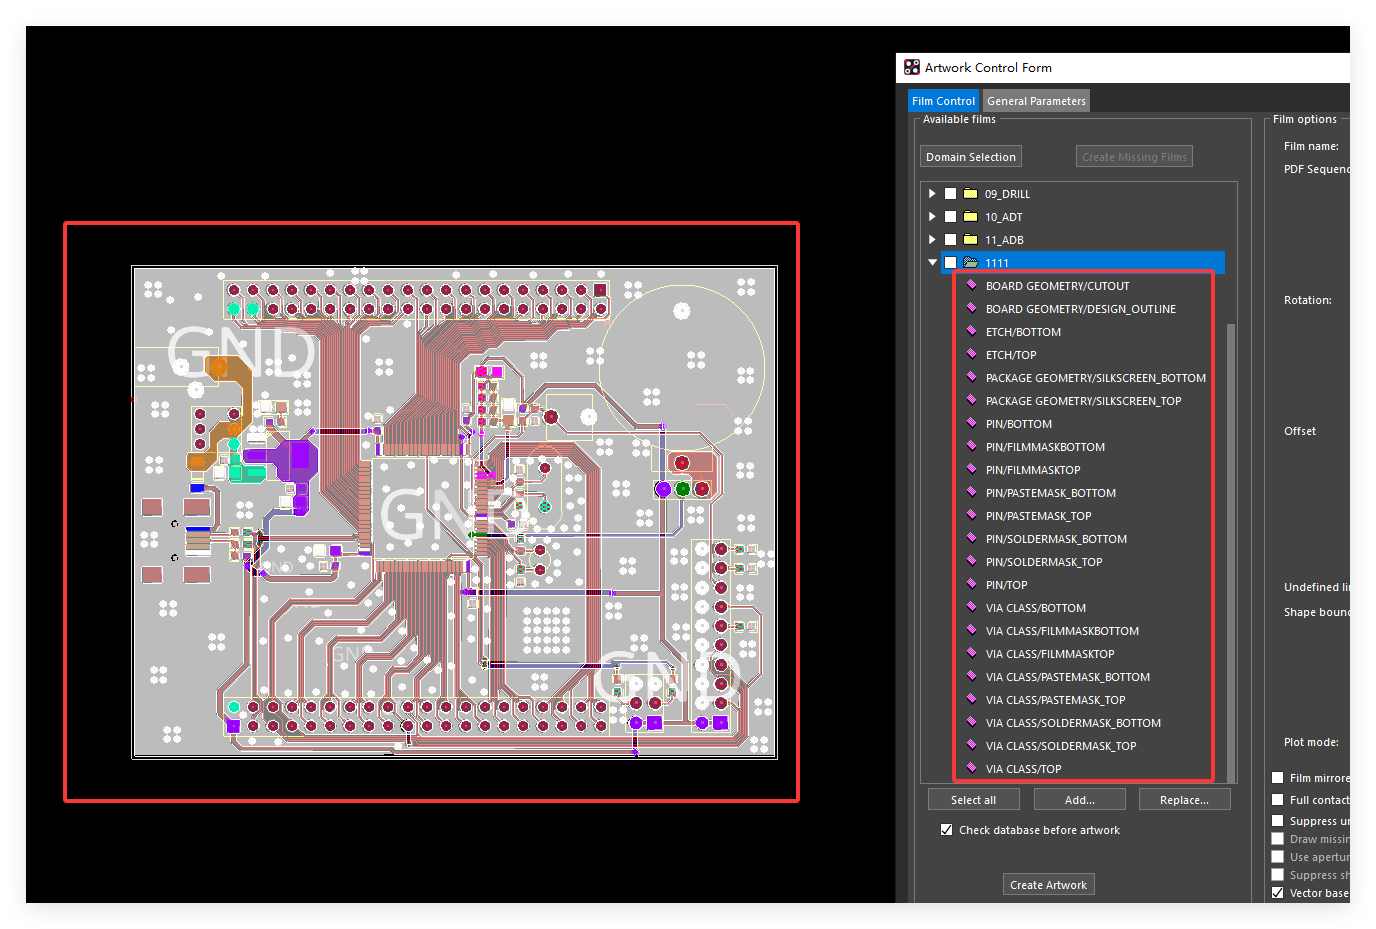 Artwork Control Form
Film Control
General Parameters
Available films
Film options
Domain Selection
Create Missing Films
Film name:
PDF Sequenc
09_DRILL
10_ADT
11_ADB
1111
BOARD GEOMETRY/CUTOUT
BOARD GEOMETRY/DESIGN_OUTLINE
ETCH/BOTTOM
ETCH/TOP
PACKAGE GEOMETRY/SILKSCREEN_BOTTOM
PACKAGE GEOMETRY/SILKSCREEN_TOP
PIN/BOTTOM
PIN/FILMMASKBOTTOM
PIN/FILMMASKTOP
PIN/PASTEMASK_BOTTOM
PIN/PASTEMASK_TOP
PIN/SOLDERMASK_BOTTOM
PIN/SOLDERMASK_TOP
PIN/TOP
VIA CLASS/BOTTOM
VIA CLASS/FILMMASKBOTTOM
VIA CLASS/FILMMASKTOP
VIA CLASS/PASTEMASK_BOTTOM
VIA CLASS/PASTEMASK_TOP
VIA CLASS/SOLDERMASK_BOTTOM
VIA CLASS/SOLDERMASK_TOP
VIA CLASS/TOP
Rotation:
Offset
Undefined li
Shape boun
Plot mode:
Film mirrore
Full contact
Suppress un
Draw missin
Use apertur
Suppress sh
Vector base
Select all
Add...
Replace...
Check database before artwork
Create Artwork
GND
GND
GND
GND
GND